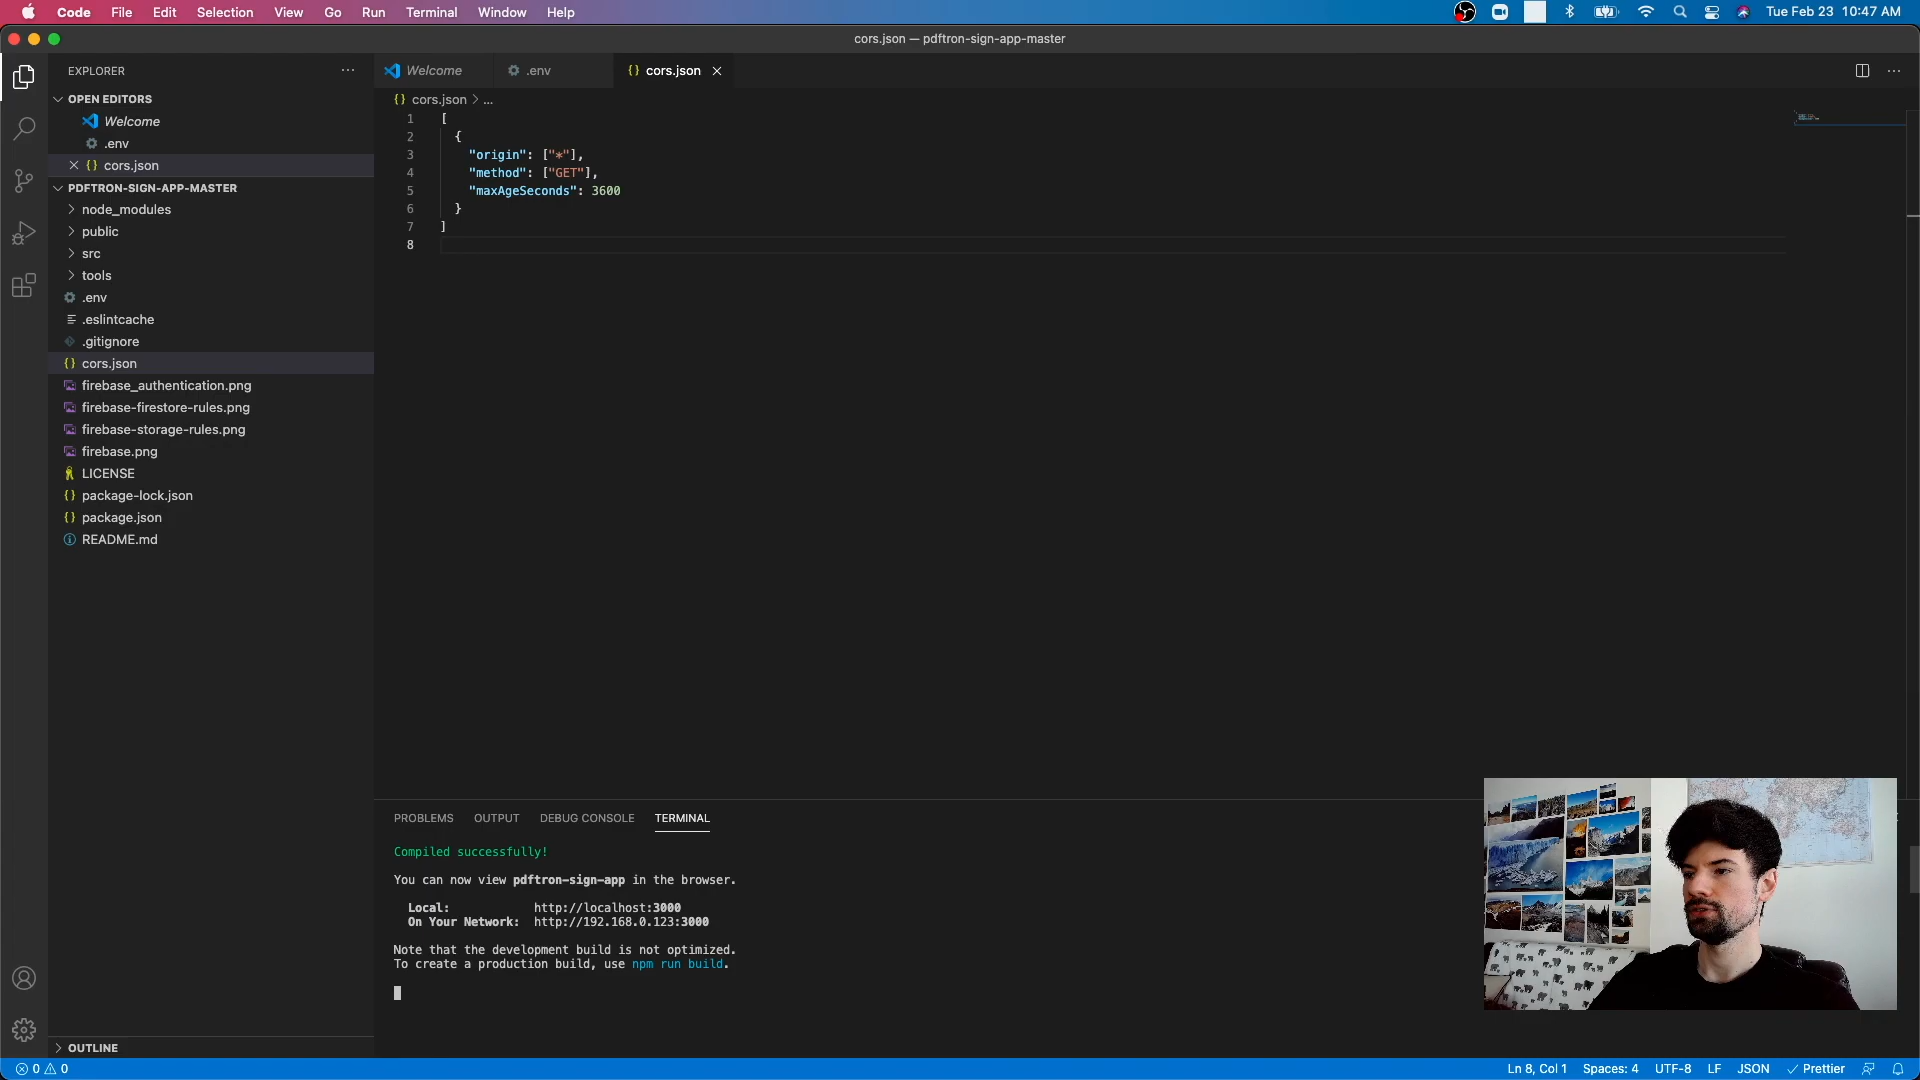 Code File Edit Selection View Go Run Terminal Window Help Tue Feb 23 10:47 AM
cors.json — pdftron-sign-app-master
EXPLORER
Welcome .env cors.json
OPEN EDITORS
Welcome
.env
cors.json
PDFTRON-SIGN-APP-MASTER
node_modules
public
src
tools
.env
.eslintcache
.gitignore
cors.json
firebase_authentication.png
firebase-firestore-rules.png
firebase-storage-rules.png
firebase.png
LICENSE
package-lock.json
package.json
README.md
OUTLINE
cors.json > ...
1 [
2 {
3 "origin": ["*"],
4 "method": ["GET"],
5 "maxAgeSeconds": 3600
6 }
7 ]
8
PROBLEMS OUTPUT DEBUG CONSOLE TERMINAL
Compiled successfully!
You can now view pdftron-sign-app in the browser.
Local: http://localhost:3000
On Your Network: http://192.168.0.123:3000
Note that the development build is not optimized.
To create a production build, use npm run build.
0 0 Ln 8, Col 1 Spaces: 4 UTF-8 LF JSON Prettier